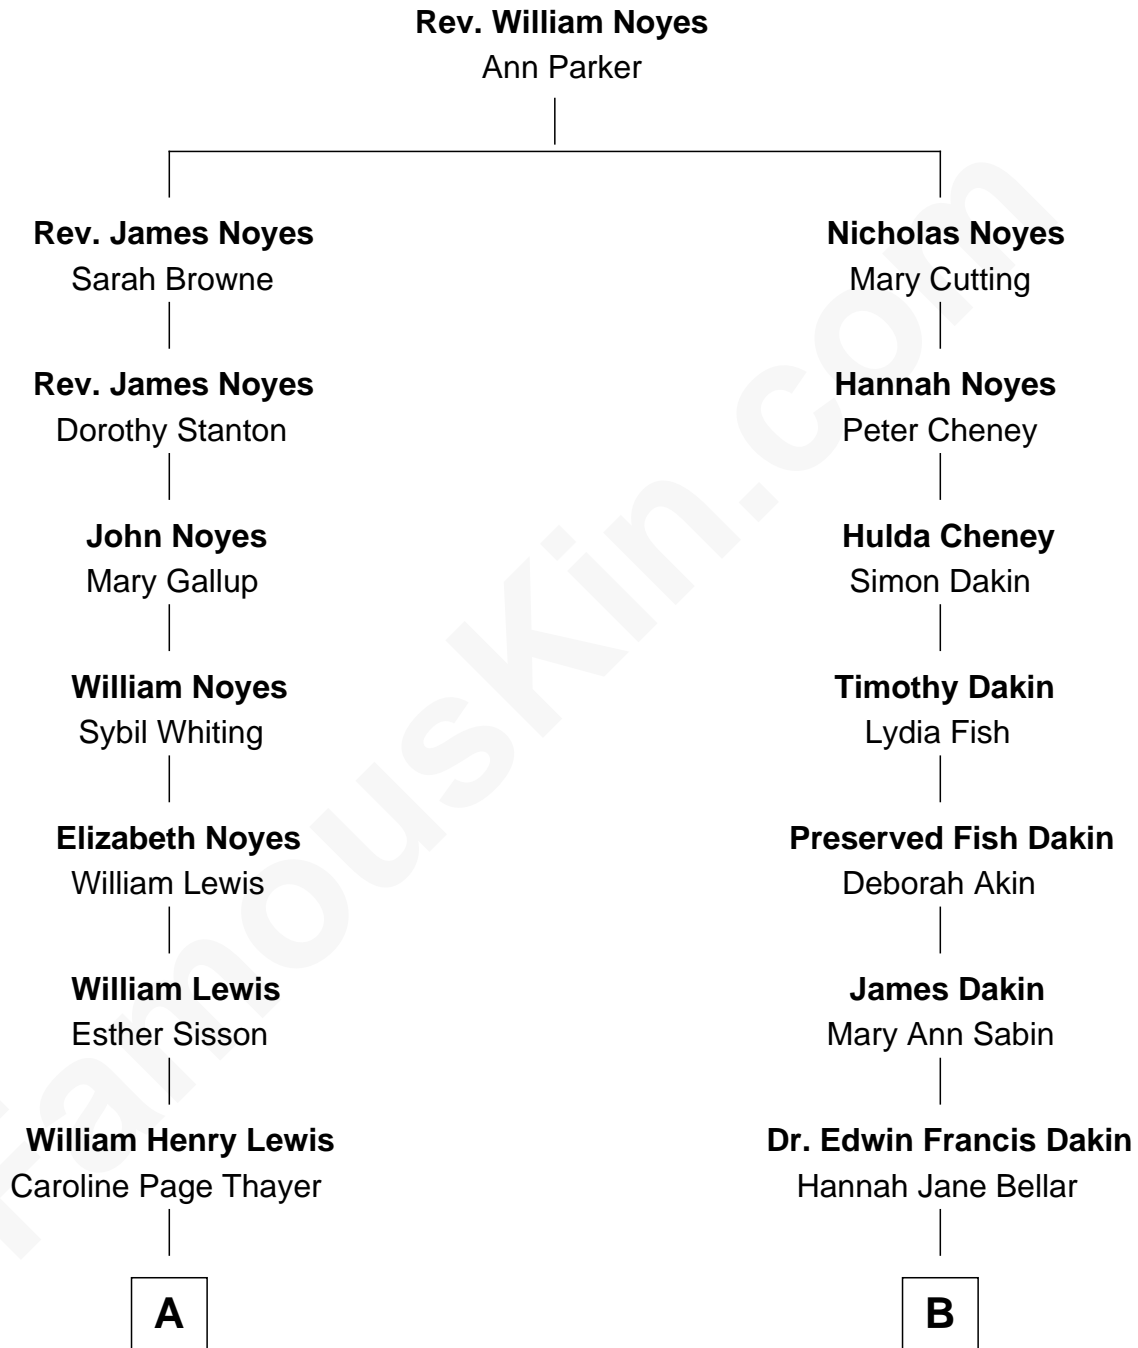 Rev. William Noyes
Ann Parker
Rev. James Noyes
Sarah Browne
Nicholas Noyes
Mary Cutting
Rev. James Noyes
Dorothy Stanton
Hannah Noyes
Peter Cheney
John Noyes
Mary Gallup
Hulda Cheney
Simon Dakin
William Noyes
Sybil Whiting
Timothy Dakin
Lydia Fish
Elizabeth Noyes
William Lewis
Preserved Fish Dakin
Deborah Akin
William Lewis
Esther Sisson
James Dakin
Mary Ann Sabin
William Henry Lewis
Caroline Page Thayer
Dr. Edwin Francis Dakin
Hannah Jane Bellar
A
B
FamousKin.com